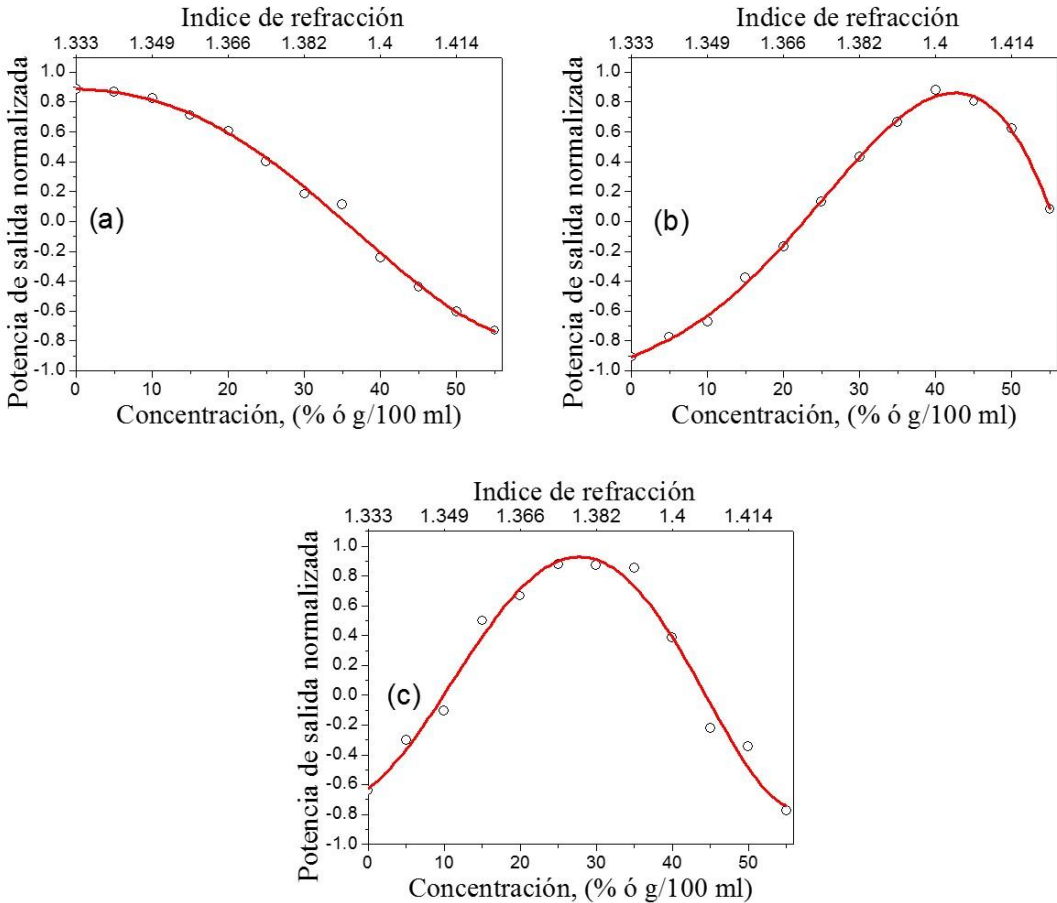 Indice de refracción
1.333 1.349 1.366 1.382 1.4 1.414
Potencia de salida normalizada
1.0
0.8
0.6
0.4
0.2
0.0
-0.2
-0.4
-0.6
-0.8
-1.0
(a)
0 10 20 30 40 50
Concentración, (% ó g/100 ml)
Indice de refracción
1.333 1.349 1.366 1.382 1.4 1.414
Potencia de salida normalizada
1.0
0.8
0.6
0.4
0.2
0.0
-0.2
-0.4
-0.6
-0.8
-1.0
(b)
0 10 20 30 40 50
Concentración, (% ó g/100 ml)
Indice de refracción
1.333 1.349 1.366 1.382 1.4 1.414
Potencia de salida normalizada
1.0
0.8
0.6
0.4
0.2
0.0
-0.2
-0.4
-0.6
-0.8
-1.0
(c)
0 10 20 30 40 50
Concentración, (% ó g/100 ml)